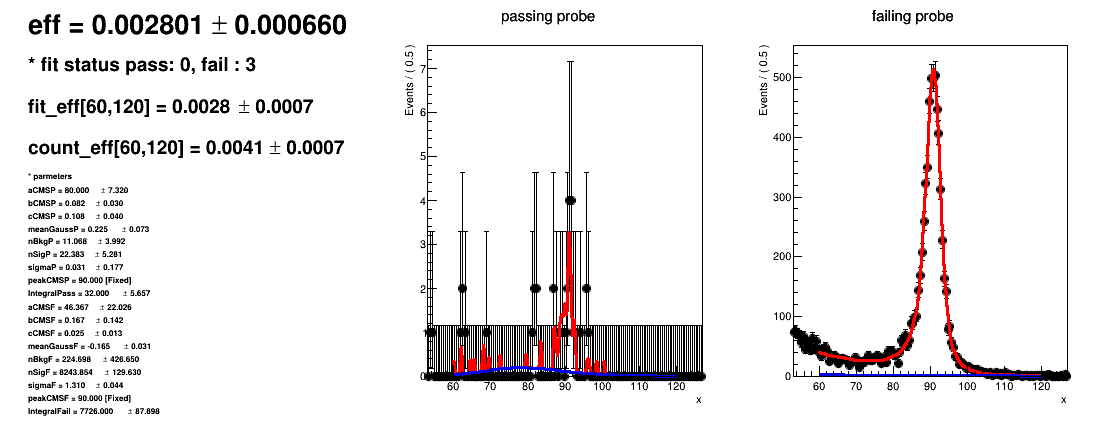 eff = 0.002801 ± 0.000660
* fit status pass: 0, fail : 3
fit_eff[60,120] = 0.0028 ± 0.0007
count_eff[60,120] = 0.0041 ± 0.0007
* parmeters
aCMSP = 80.000 ± 7.320
bCMSP = 0.082 ± 0.030
cCMSP = 0.108 ± 0.040
meanGaussP = 0.225 ± 0.073
nBkgP = 11.068 ± 3.992
nSigP = 22.383 ± 5.281
sigmaP = 0.031 ± 0.177
peakCMSP = 90.000 [Fixed]
IntegralPass = 32.000 ± 5.657
aCMSF = 46.367 ± 22.026
bCMSF = 0.167 ± 0.142
cCMSF = 0.025 ± 0.013
meanGaussF = -0.165 ± 0.031
nBkgF = 224.698 ± 426.650
nSigF = 8243.854 ± 129.630
sigmaF = 1.310 ± 0.044
peakCMSF = 90.000 [Fixed]
IntegralFail = 7726.000 ± 87.898
passing probe
Events / ( 0.5 )
7
6
5
4
3
2
1
0
60 70 80 90 100 110 120
x
failing probe
Events / ( 0.5 )
500
400
300
200
100
0
60 70 80 90 100 110 120
x